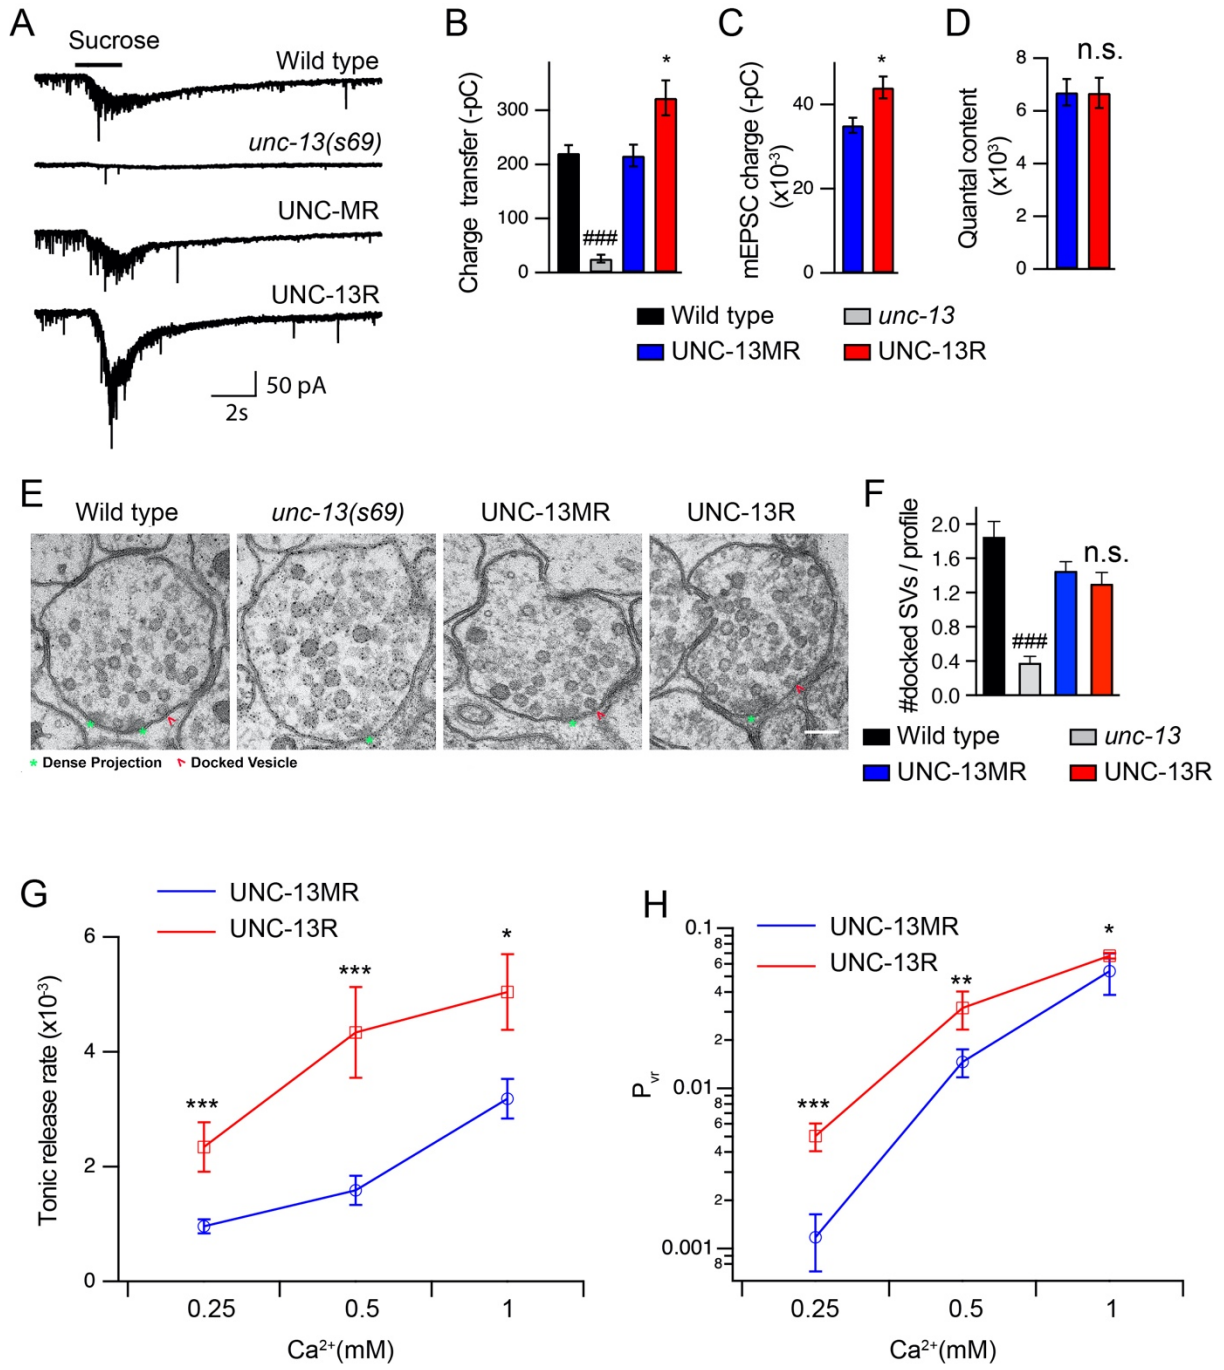 A
Sucrose
Wild type
unc-13(s69)
UNC-MR
UNC-13R
50 pA
2s
B
Charge transfer (-pC)
300
200
100
0
###
*
C
mEPSC charge (-pC)
(x10⁻³)
40
20
0
*
D
Quantal content
(x10³)
8
6
4
2
0
n.s.
Wild type
unc-13
UNC-13MR
UNC-13R
E
Wild type
unc-13(s69)
UNC-13MR
UNC-13R
* Dense Projection
Docked Vesicle
F
#docked SVs / profile
2.0
1.6
1.2
0.8
0.4
0.0
###
n.s.
Wild type
unc-13
UNC-13MR
UNC-13R
G
UNC-13MR
UNC-13R
Tonic release rate (x10⁻³)
6
4
2
0
***
***
*
0.25
0.5
1
Ca²⁺(mM)
H
UNC-13MR
UNC-13R
Pvr
0.1
8
6
4
2
0.01
8
6
4
2
0.001
8
***
**
*
0.25
0.5
1
Ca²⁺(mM)